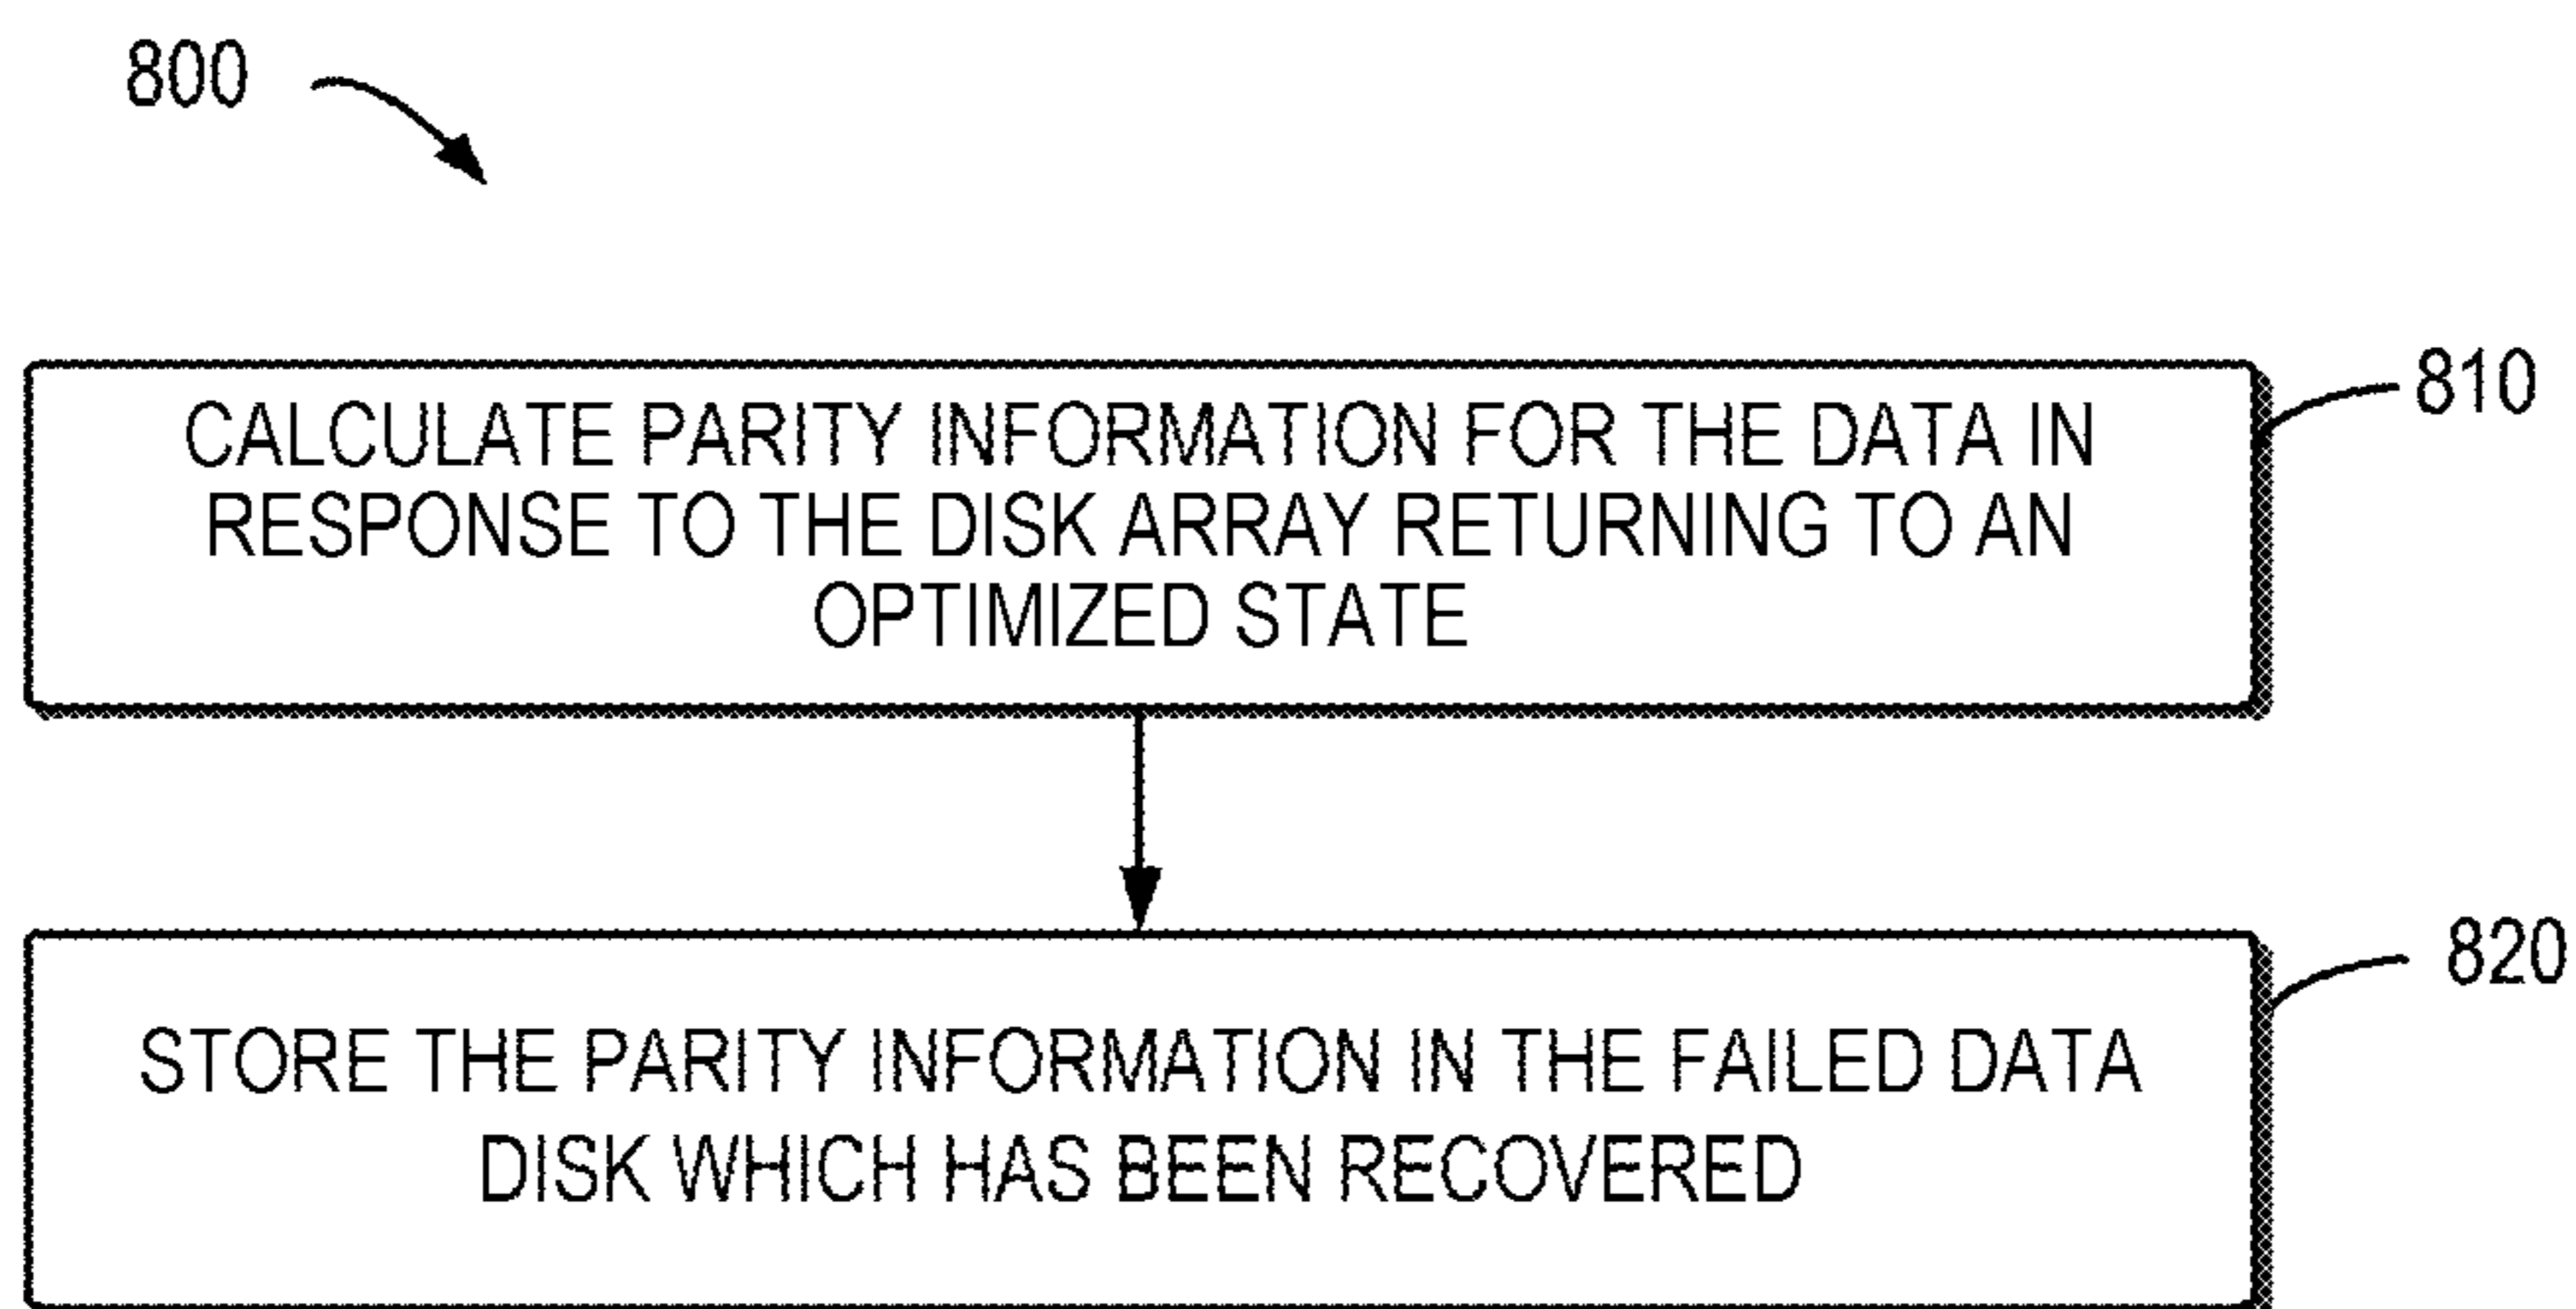 800
810
CALCULATE PARITY INFORMATION FOR THE DATA IN
RESPONSE TO THE DISK ARRAY RETURNING TO AN
OPTIMIZED STATE
820
STORE THE PARITY INFORMATION IN THE FAILED DATA
DISK WHICH HAS BEEN RECOVERED